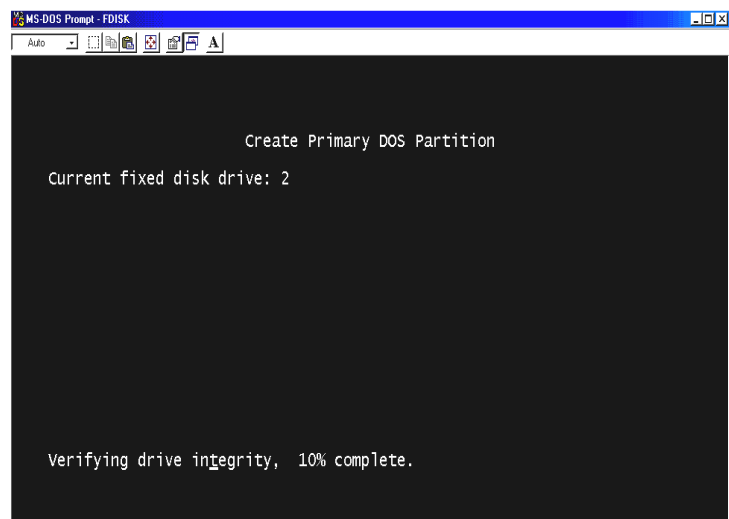 MS-DOS Prompt - FDISK
Auto
A
Create Primary DOS Partition
Current fixed disk drive: 2
Verifying drive integrity, 10% complete.